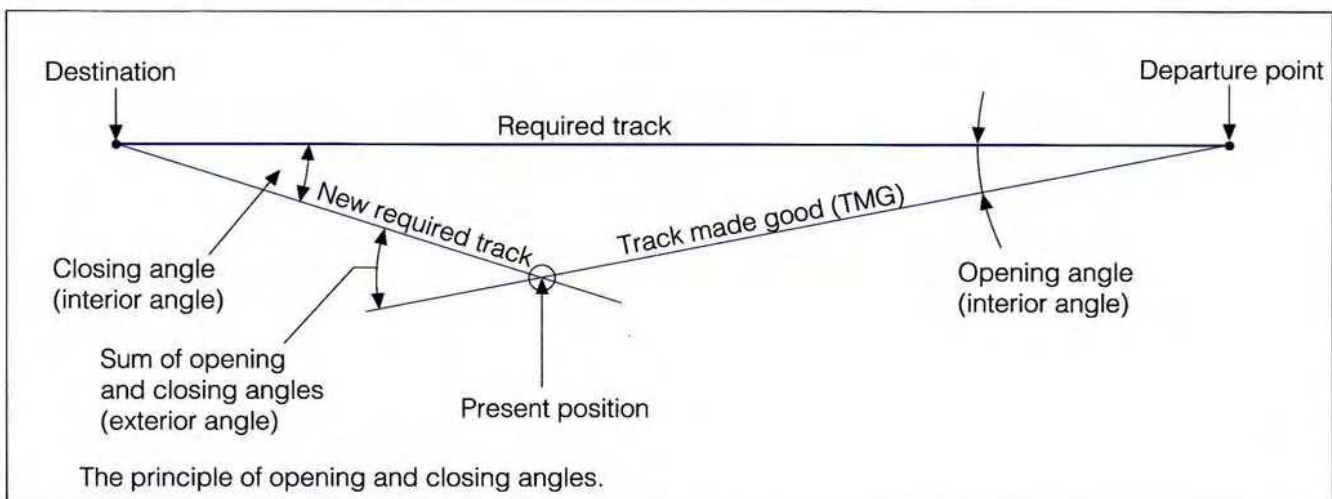 Destination
Departure point
Required track
New required track
Track made good (TMG)
Closing angle
(interior angle)
Opening angle
(interior angle)
Sum of opening
and closing angles
(exterior angle)
Present position
The principle of opening and closing angles.